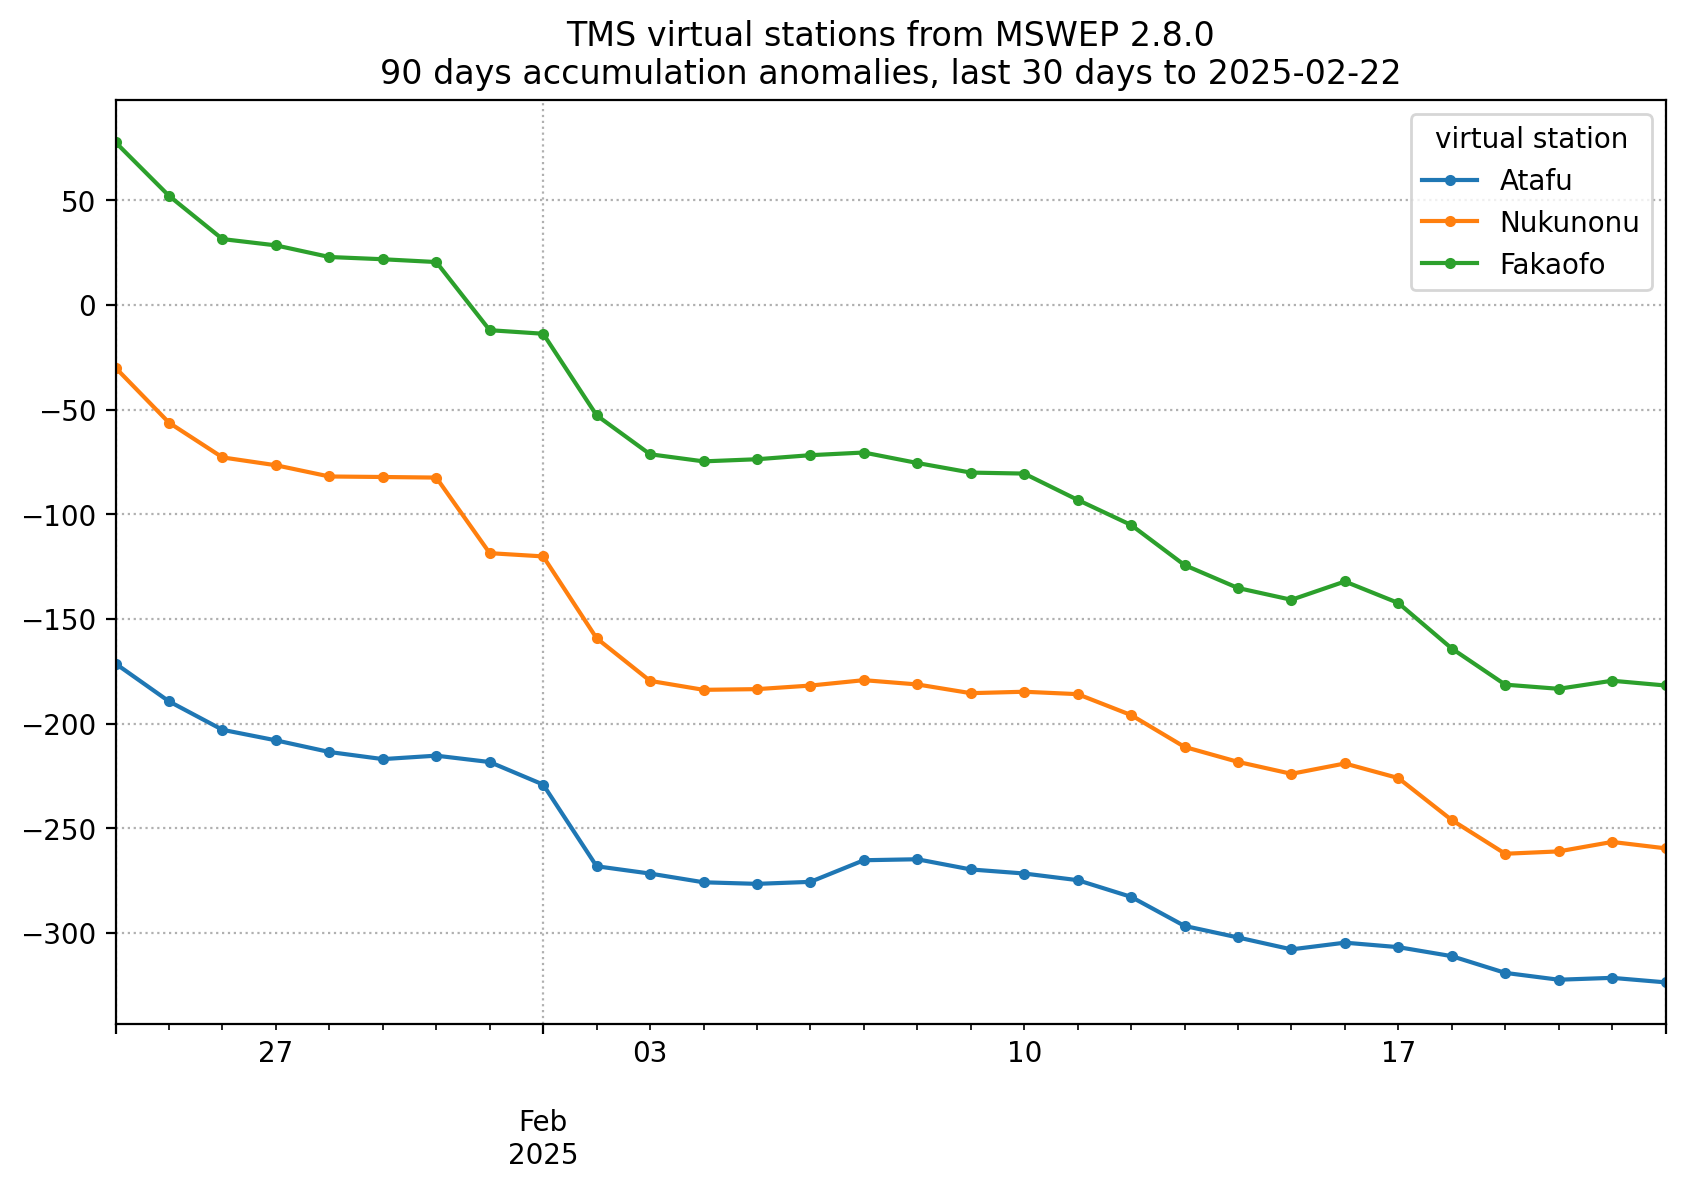 TMS virtual stations from MSWEP 2.8.0
90 days accumulation anomalies, last 30 days to 2025-02-22
virtual station
Atafu
Nukunonu
Fakaofo
50
0
−50
−100
−150
−200
−250
−300
27
03
10
17
Feb
2025